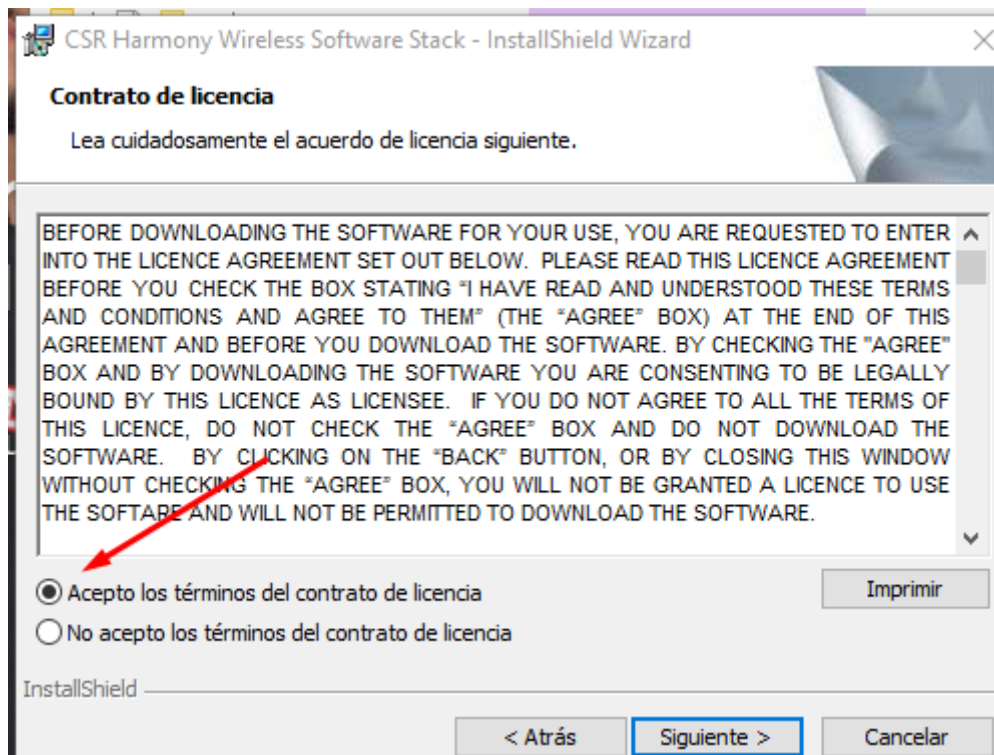 CSR Harmony Wireless Software Stack - InstallShield Wizard
Contrato de licencia
Lea cuidadosamente el acuerdo de licencia siguiente.
BEFORE DOWNLOADING THE SOFTWARE FOR YOUR USE, YOU ARE REQUESTED TO ENTER
INTO THE LICENCE AGREEMENT SET OUT BELOW. PLEASE READ THIS LICENCE AGREEMENT
BEFORE YOU CHECK THE BOX STATING “I HAVE READ AND UNDERSTOOD THESE TERMS
AND CONDITIONS AND AGREE TO THEM” (THE “AGREE” BOX) AT THE END OF THIS
AGREEMENT AND BEFORE YOU DOWNLOAD THE SOFTWARE. BY CHECKING THE "AGREE"
BOX AND BY DOWNLOADING THE SOFTWARE YOU ARE CONSENTING TO BE LEGALLY
BOUND BY THIS LICENCE AS LICENSEE. IF YOU DO NOT AGREE TO ALL THE TERMS OF
THIS LICENCE, DO NOT CHECK THE “AGREE” BOX AND DO NOT DOWNLOAD THE
SOFTWARE. BY CLICKING ON THE “BACK” BUTTON, OR BY CLOSING THIS WINDOW
WITHOUT CHECKING THE “AGREE” BOX, YOU WILL NOT BE GRANTED A LICENCE TO USE
THE SOFTARE AND WILL NOT BE PERMITTED TO DOWNLOAD THE SOFTWARE.
Acepto los términos del contrato de licencia
Imprimir
No acepto los términos del contrato de licencia
InstallShield
< Atrás
Siguiente >
Cancelar